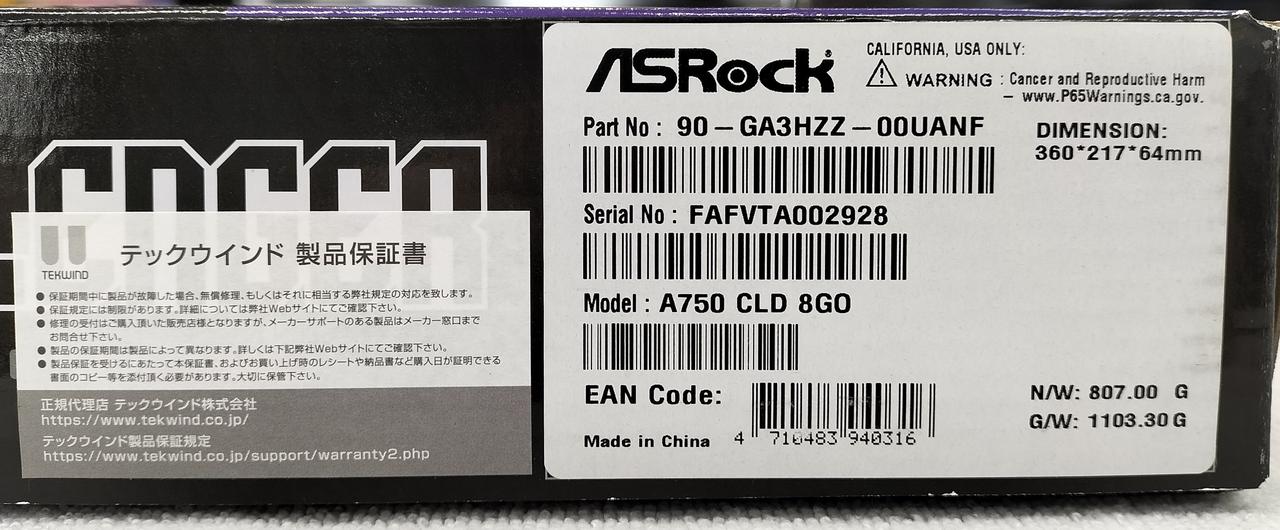 TEKWIND
テックウインド 製品保証書
● 保証期間中に製品が故障した場合、無償修理、もしくはそれに相当する弊社規定の対応を致します。
● 保証規定には制限があります。詳細については弊社Webサイトにてご確認下さい。
● 修理の受付はご購入頂いた販売店様となりますが、メーカーサポートのある製品はメーカー窓口まで
お問合せ下さい。
● 製品の保証期間は製品によって異なります。詳しくは下記弊社Webサイトにてご確認下さい。
● 製品保証を受けるにあたって本保証書、およびお買い上げ時のレシートや納品書など購入日が証明できる
書面のコピー等を添付頂く必要があります。大切に保管下さい。
正規代理店 テックウインド株式会社
https://www.tekwind.co.jp/
テックウインド製品保証規定
https://www.tekwind.co.jp/support/warranty2.php
ASRock®
CALIFORNIA, USA ONLY:
WARNING : Cancer and Reproductive Harm
– www.P65Warnings.ca.gov.
Part No : 90-GA3HZZ-00UANF
DIMENSION:
360*217*64mm
Serial No : FAFVTA002928
Model : A750 CLD 8GO
EAN Code:
4 710483 940316
Made in China
N/W: 807.00 G
G/W: 1103.30 G